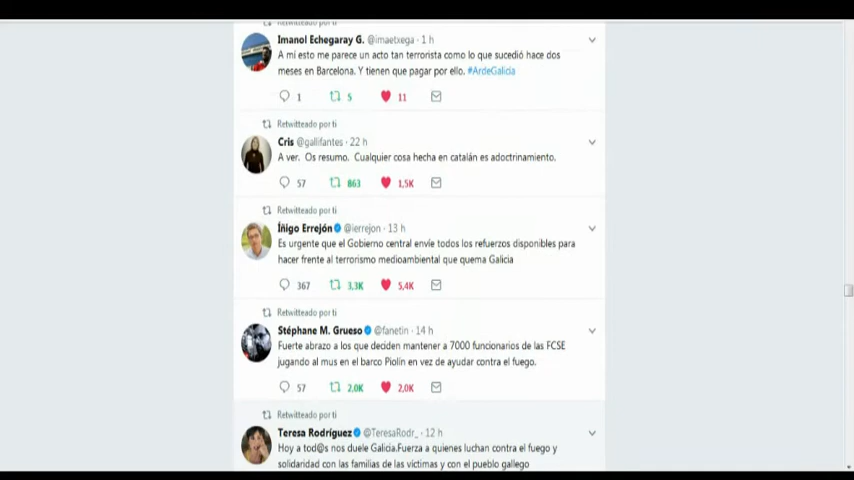 Retwitteado por ti
Imanol Echegaray G. @imaetxega · 1 h
A mí esto me parece un acto tan terrorista como lo que sucedió hace dos
meses en Barcelona. Y tienen que pagar por ello. #ArdeGalicia
1 5 11
Retwitteado por ti
Cris @gallifantes · 22 h
A ver. Os resumo. Cualquier cosa hecha en catalán es adoctrinamiento.
57 863 1,5K
Retwitteado por ti
Íñigo Errejón @ierrejon · 13 h
Es urgente que el Gobierno central envíe todos los refuerzos disponibles para
hacer frente al terrorismo medioambiental que quema Galicia
367 3,3K 5,4K
Retwitteado por ti
Stéphane M. Grueso @fanetin · 14 h
Fuerte abrazo a los que deciden mantener a 7000 funcionarios de las FCSE
jugando al mus en el barco Piolín en vez de ayudar contra el fuego.
57 2,0K 2,0K
Retwitteado por ti
Teresa Rodríguez @TeresaRodr_ · 12 h
Hoy a tod@s nos duele Galicia.Fuerza a quienes luchan contra el fuego y
solidaridad con las familias de las víctimas y con el pueblo gallego